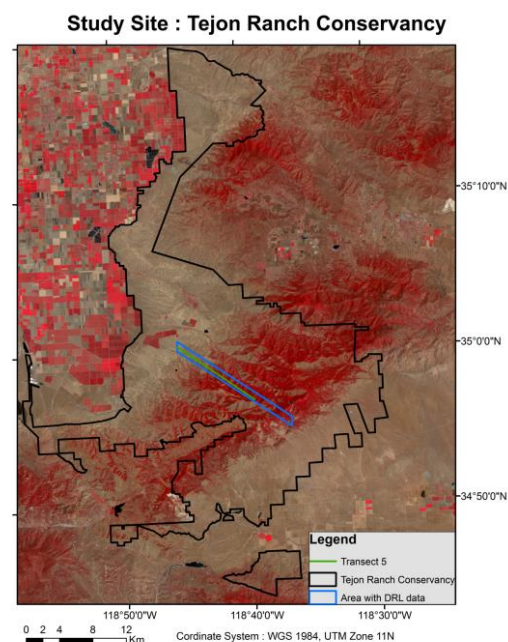 Study Site : Tejon Ranch Conservancy
35°10'0"N
35°0'0"N
34°50'0"N
Legend
Transect 5
Tejon Ranch Conservancy
Area with DRL data
118°50'0"W
118°40'0"W
118°30'0"W
0 2 4 8 12
Km
Cordinate System : WGS 1984, UTM Zone 11N